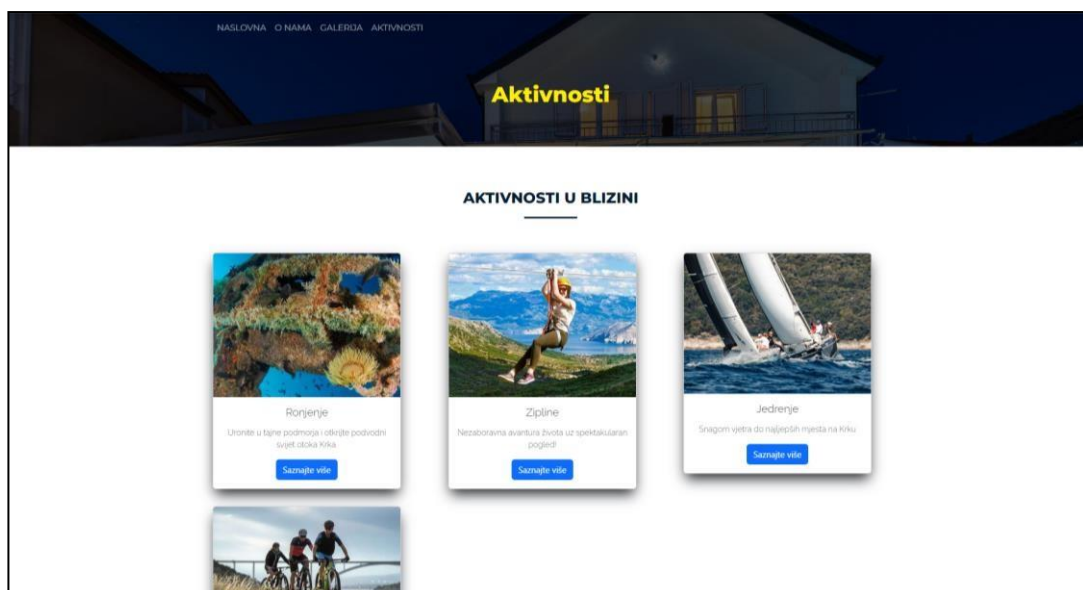 NASLOVNA O NAMA GALERIJA AKTIVNOSTI
Aktivnosti
AKTIVNOSTI U BLIZINI
Ronjenje
Uronite u tajne podmorja i otkrijte podvodni
svijet otoka Krka
Saznajte više
Zipline
Nezaboravna avantura života uz spektakularan
pogled!
Saznajte više
Jedrenje
Snagom vjetra do najljepših mjesta na Krku
Saznajte više